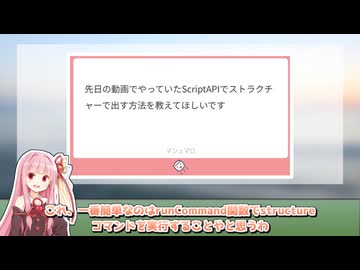 先日の動画でやっていたScriptAPIでストラクチ
ャーで出す方法を教えてほしいです
マシュマロ
これ、一番簡単なのはrunCommand関数でstructure
コマンドを実行することやと思うわ